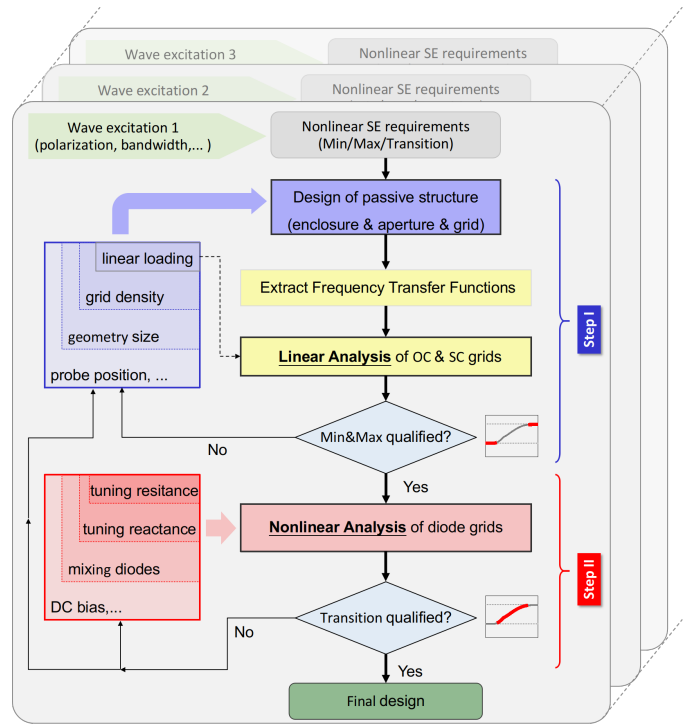 Wave excitation 3
Nonlinear SE requirements
Wave excitation 2
Nonlinear SE requirements
Wave excitation 1
(polarization, bandwidth,... )
Nonlinear SE requirements
(Min/Max/Transition)
Design of passive structure
(enclosure & aperture & grid)
linear loading
grid density
geometry size
probe position, ...
Extract Frequency Transfer Functions
Linear Analysis of OC & SC grids
Step I
Min&Max qualified?
No
Yes
tuning resitance
tuning reactance
mixing diodes
DC bias,...
Nonlinear Analysis of diode grids
Step II
Transition qualified?
No
Yes
Final design